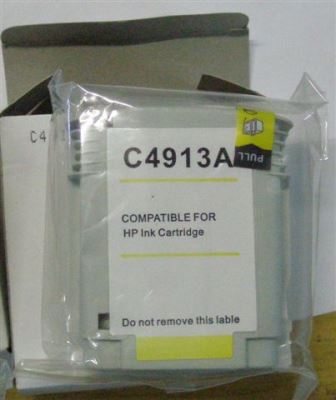 C4
PULL
C4913A
COMPATIBLE FOR
HP Ink Cartridge
Do not remove this lable